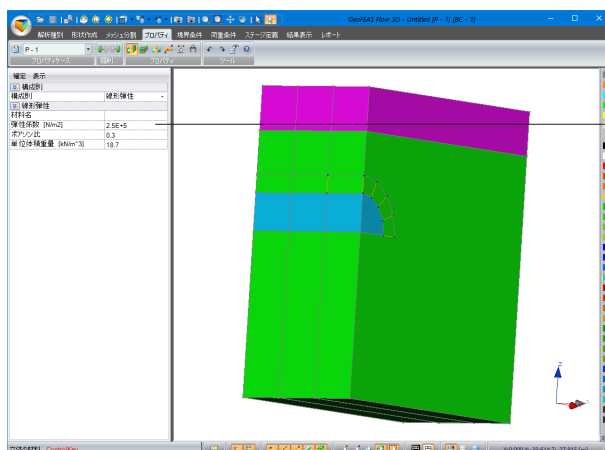 GeoFEAS Flow 3D - Untitled [P - 1] [BC - 1]
解析種別 形状作成 メッシュ分割 プロパティ 境界条件 荷重条件 ステージ定義 結果表示 レポート
P - 1
プロパティケース プロパティ ツール
確定・表示
構成則
構成則 線形弾性
線形弾性
材料名
弾性係数 [N/m2] 2.5E+5
ポアソン比 0.3
単位体積重量 [kN/m^3] 18.7
Z